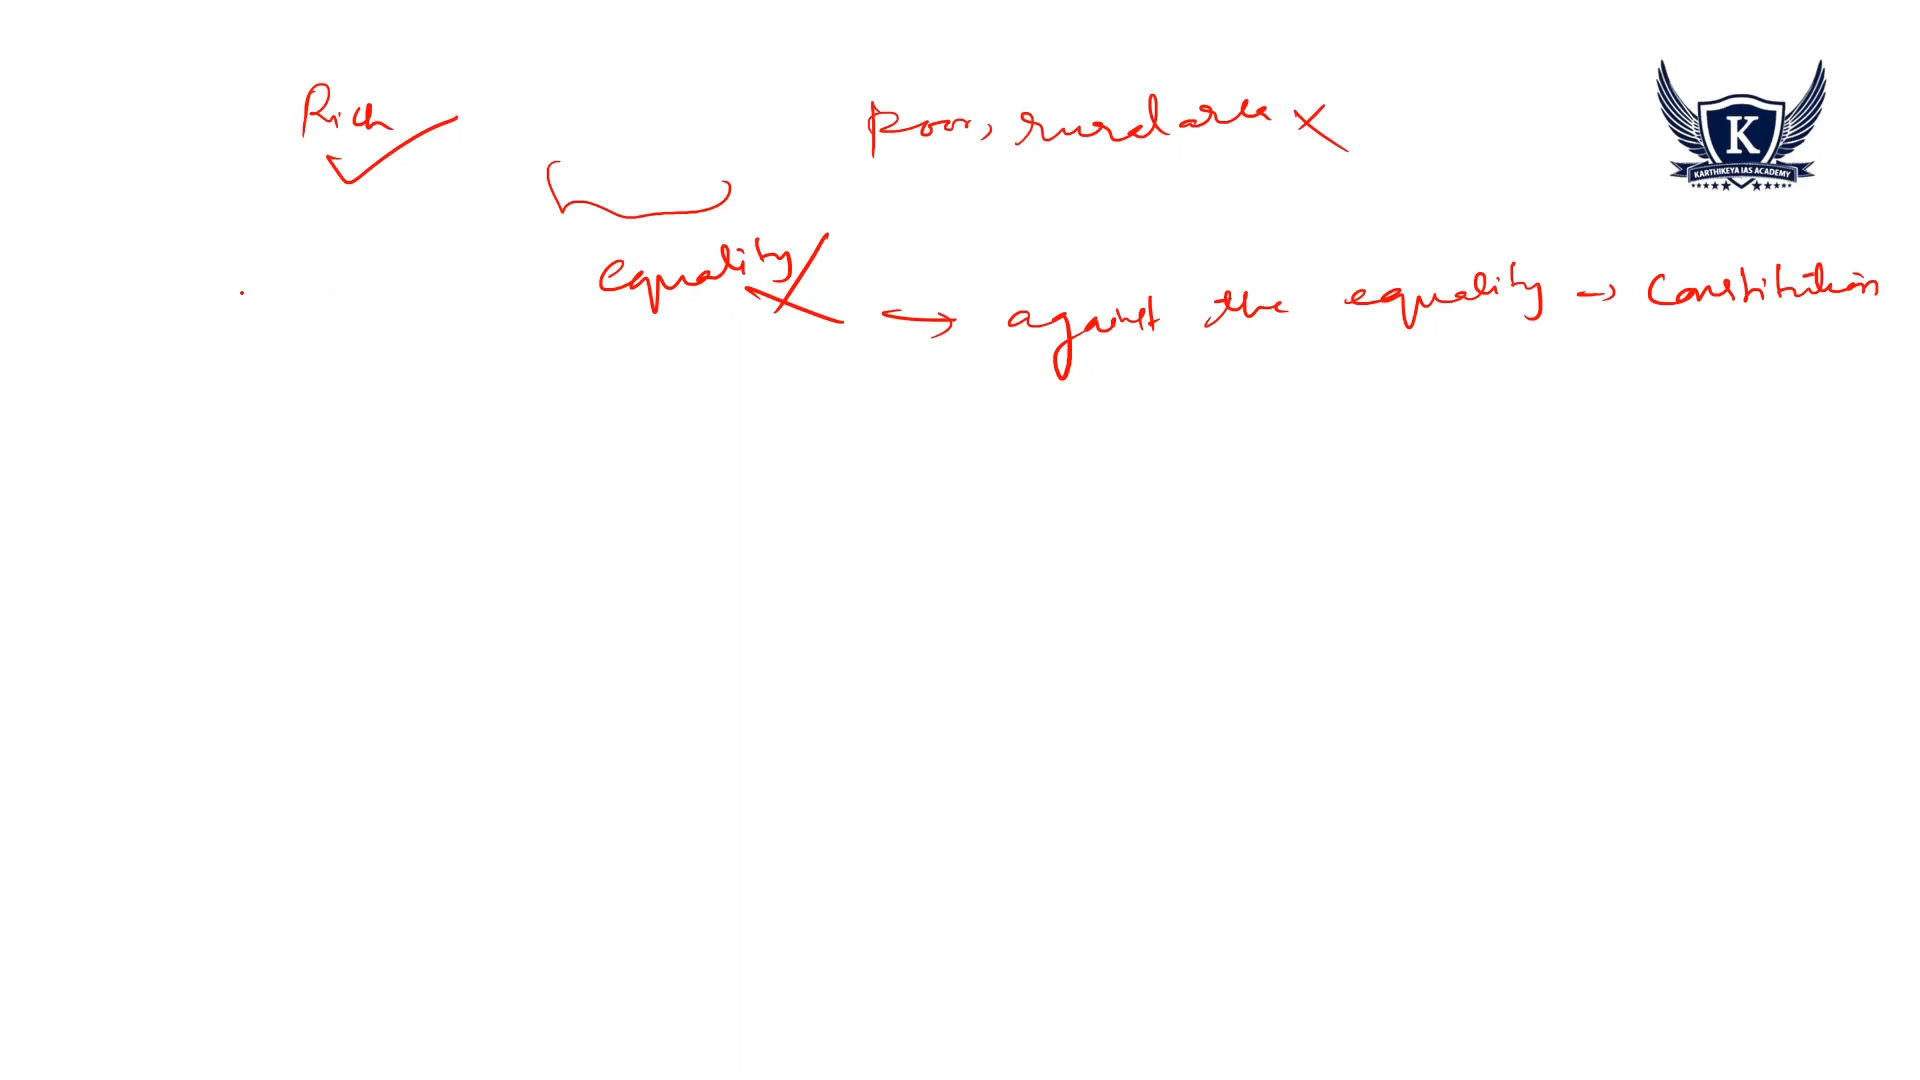 Rich ✓ poor, rural area ×
K
KARTHIKEYA IAS ACADEMY
equality × → against the equality → Constitution